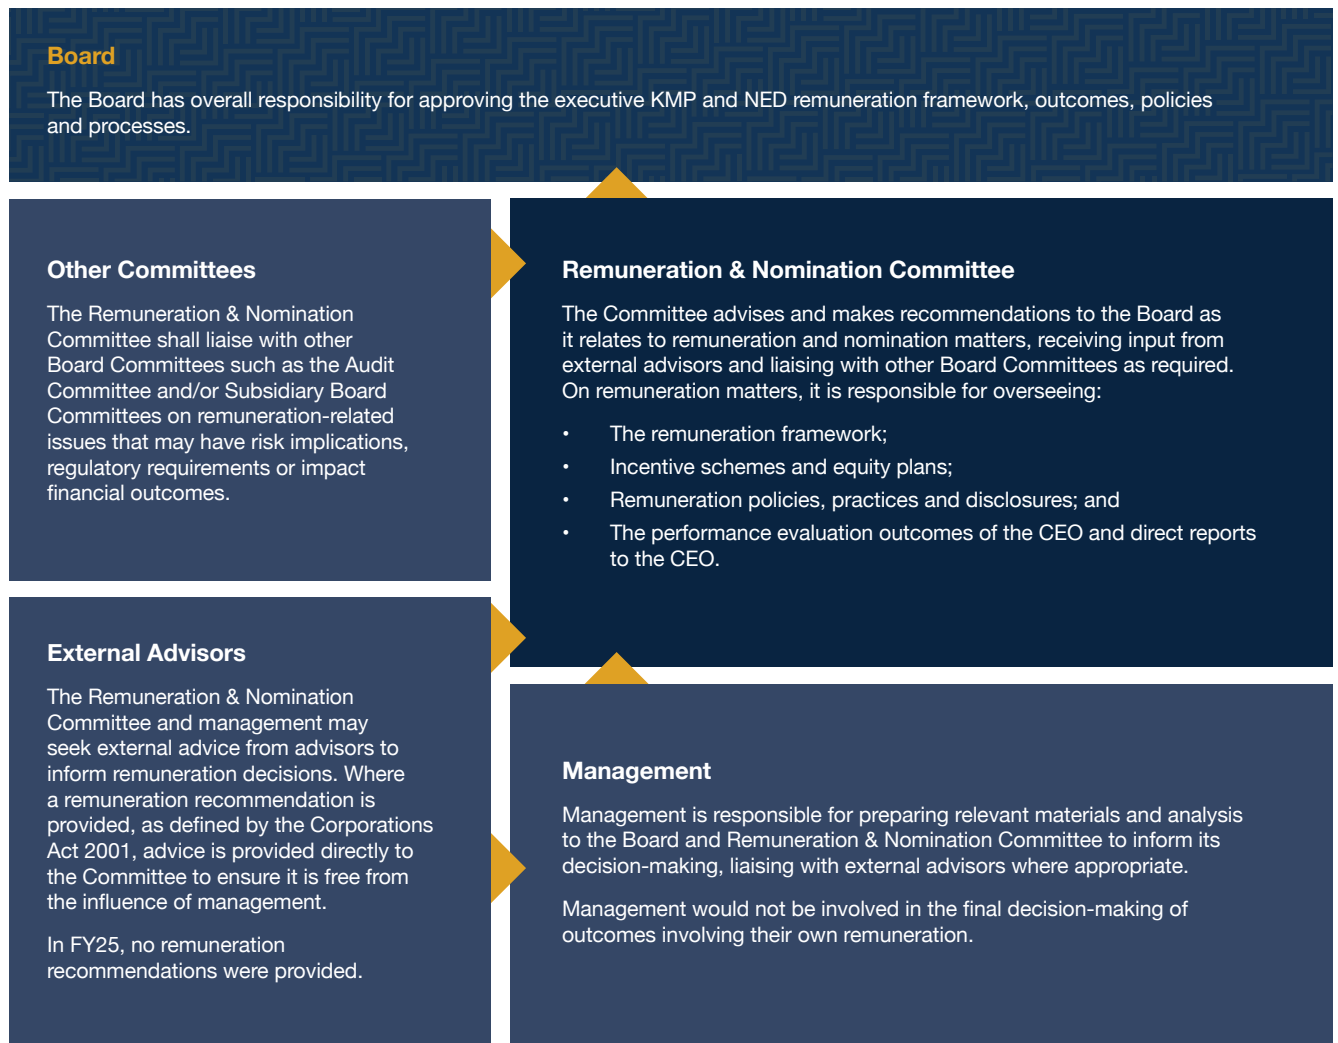 Board
The Board has overall responsibility for approving the executive KMP and NED remuneration framework, outcomes, policies
and processes.
Other Committees
The Remuneration & Nomination
Committee shall liaise with other
Board Committees such as the Audit
Committee and/or Subsidiary Board
Committees on remuneration-related
issues that may have risk implications,
regulatory requirements or impact
financial outcomes.
Remuneration & Nomination Committee
The Committee advises and makes recommendations to the Board as
it relates to remuneration and nomination matters, receiving input from
external advisors and liaising with other Board Committees as required.
On remuneration matters, it is responsible for overseeing:
• The remuneration framework;
• Incentive schemes and equity plans;
• Remuneration policies, practices and disclosures; and
• The performance evaluation outcomes of the CEO and direct reports
to the CEO.
External Advisors
The Remuneration & Nomination
Committee and management may
seek external advice from advisors to
inform remuneration decisions. Where
a remuneration recommendation is
provided, as defined by the Corporations
Act 2001, advice is provided directly to
the Committee to ensure it is free from
the influence of management.
In FY25, no remuneration
recommendations were provided.
Management
Management is responsible for preparing relevant materials and analysis
to the Board and Remuneration & Nomination Committee to inform its
decision-making, liaising with external advisors where appropriate.
Management would not be involved in the final decision-making of
outcomes involving their own remuneration.